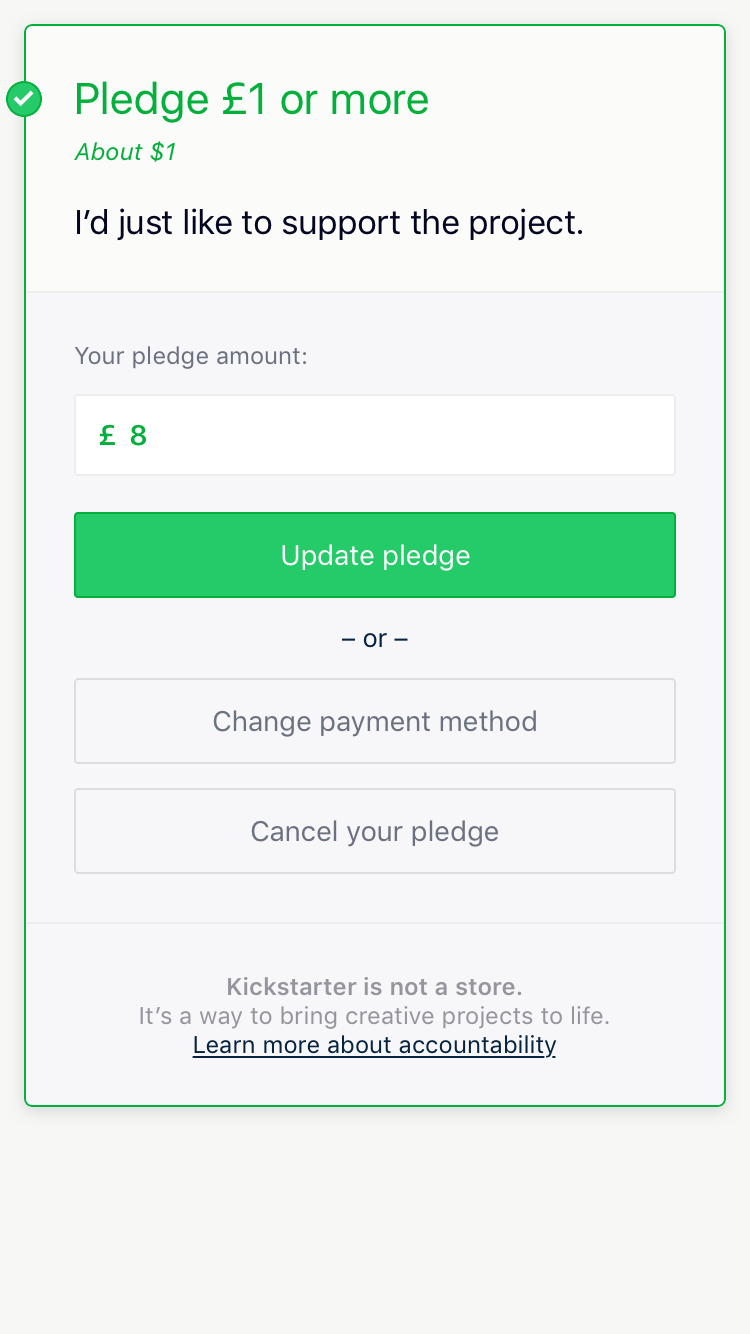 Pledge £1 or more
About $1
I’d just like to support the project.
Your pledge amount:
£ 8
Update pledge
– or –
Change payment method
Cancel your pledge
Kickstarter is not a store.
It’s a way to bring creative projects to life.
Learn more about accountability